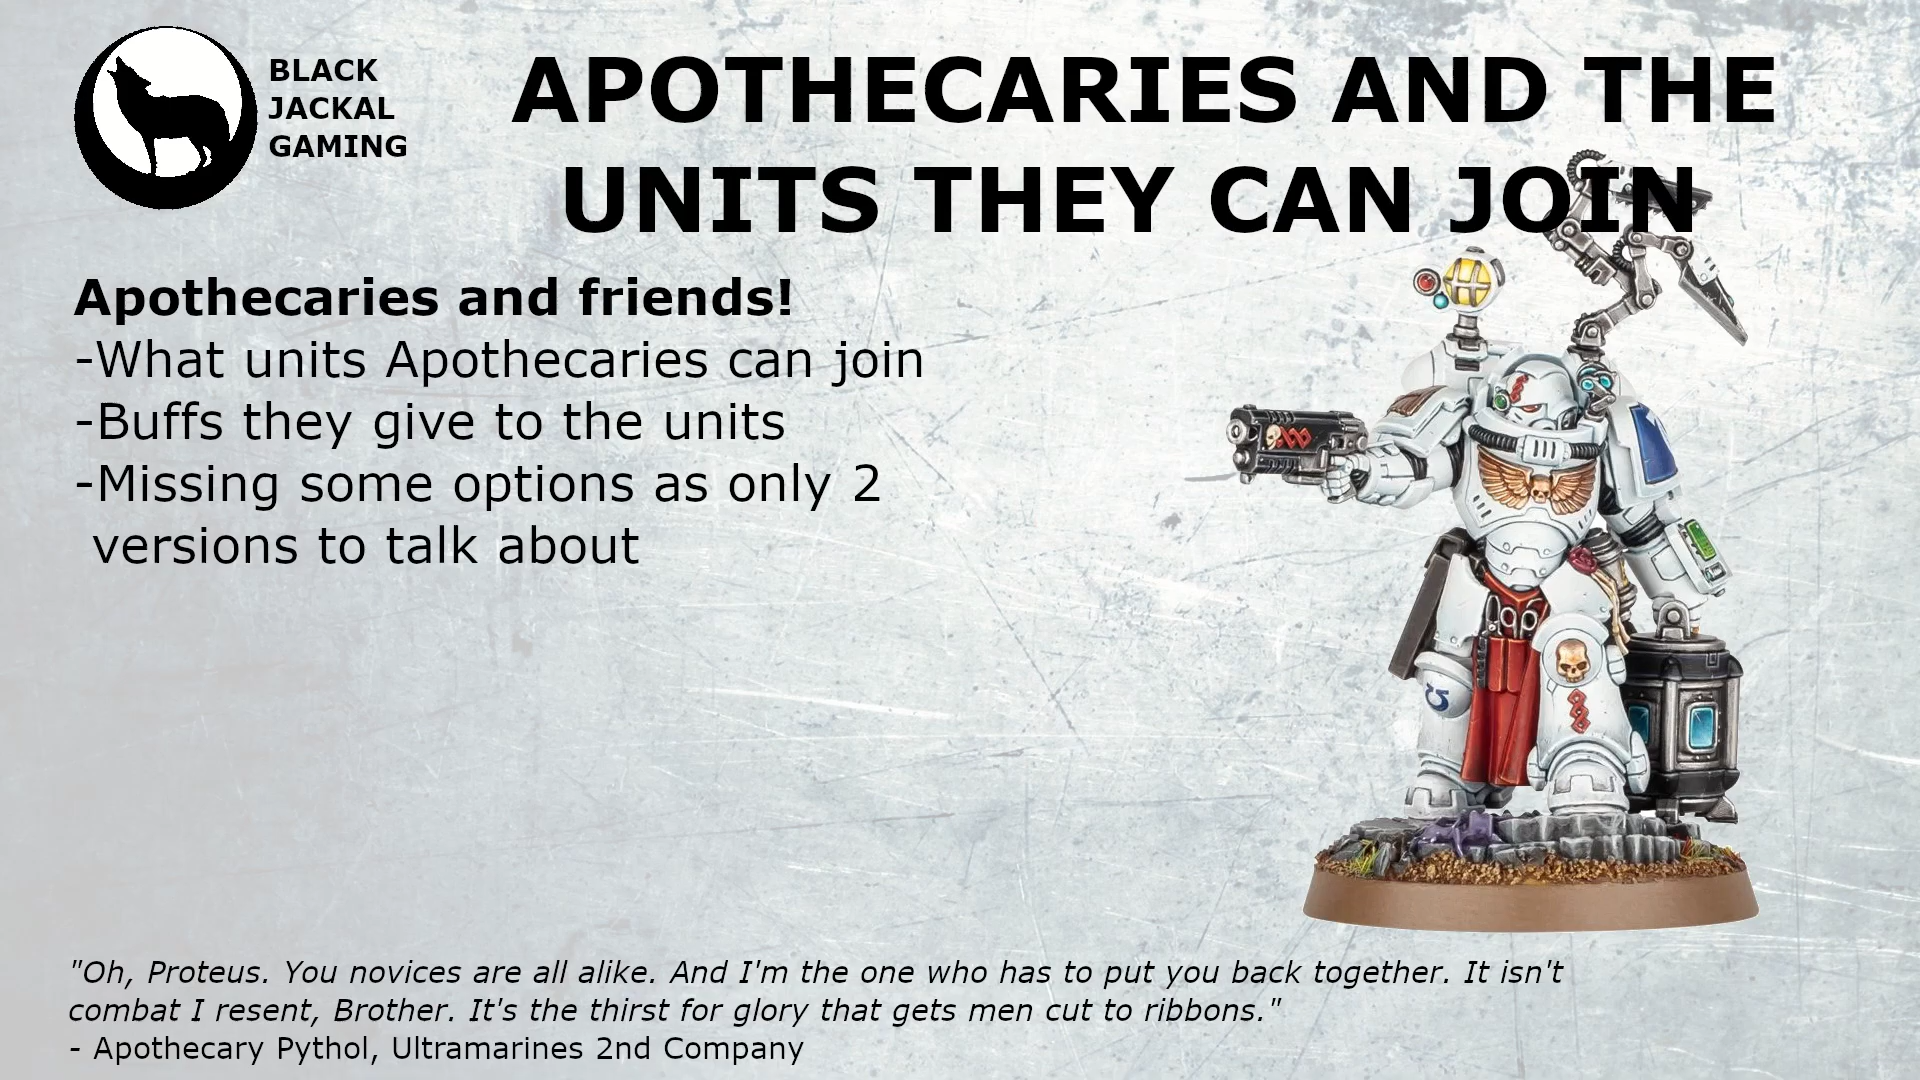 BLACK
JACKAL
GAMING
APOTHECARIES AND THE
UNITS THEY CAN JOIN
Apothecaries and friends!
-What units Apothecaries can join
-Buffs they give to the units
-Missing some options as only 2
versions to talk about
"Oh, Proteus. You novices are all alike. And I'm the one who has to put you back together. It isn't
combat I resent, Brother. It's the thirst for glory that gets men cut to ribbons."
- Apothecary Pythol, Ultramarines 2nd Company